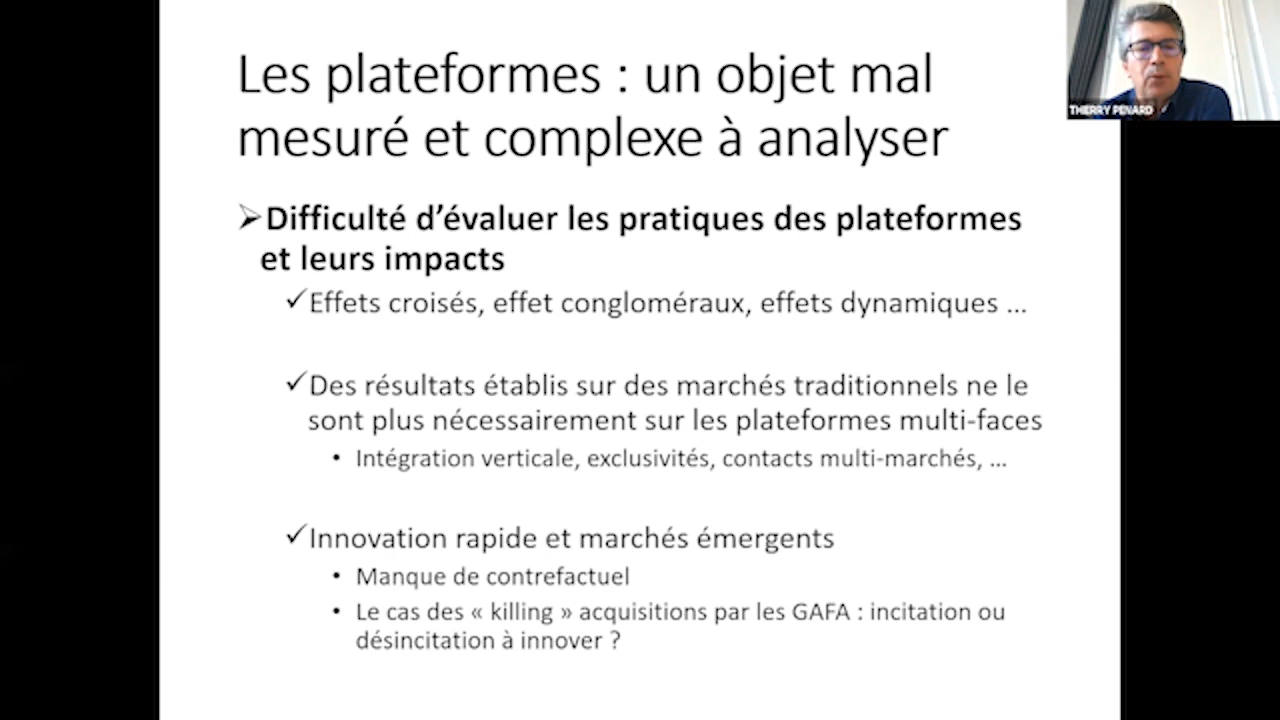 Les plateformes : un objet mal
mesuré et complexe à analyser
THIERRY PENARD
➢Difficulté d’évaluer les pratiques des plateformes
et leurs impacts
✓Effets croisés, effet congloméraux, effets dynamiques ...
✓Des résultats établis sur des marchés traditionnels ne le
sont plus nécessairement sur les plateformes multi-faces
• Intégration verticale, exclusivités, contacts multi-marchés, ...
✓Innovation rapide et marchés émergents
• Manque de contrefactuel
• Le cas des « killing » acquisitions par les GAFA : incitation ou
désincitation à innover ?